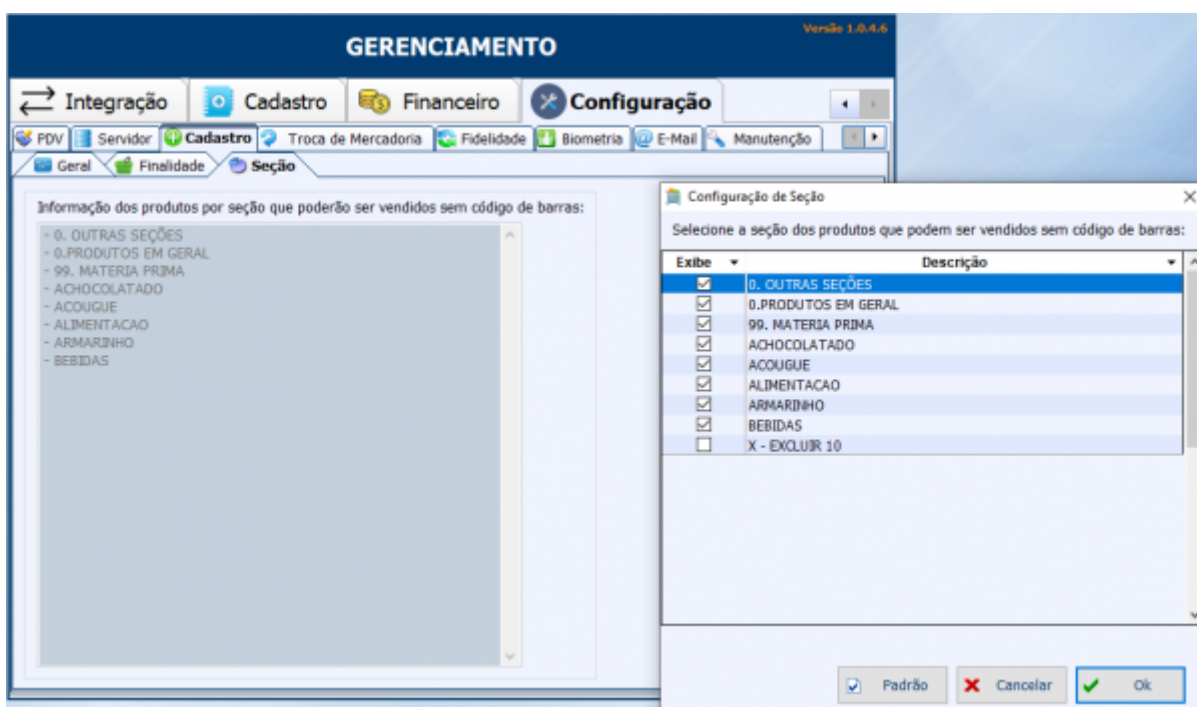 Versão 1.0.4.6
GERENCIAMENTO
Integração Cadastro Financeiro Configuração
PDV Servidor Cadastro Troca de Mercadoria Fidelidade Biometria E-Mail Manutenção
Geral Finalidade Seção
Informação dos produtos por seção que poderão ser vendidos sem código de barras:
- 0. OUTRAS SEÇÕES
- 0.PRODUTOS EM GERAL
- 99. MATERIA PRIMA
- ACHOCOLATADO
- ACOUGUE
- ALIMENTACAO
- ARMARINHO
- BEBIDAS
Configuração de Seção
Selecione a seção dos produtos que podem ser vendidos sem código de barras:
Exibe Descrição
0. OUTRAS SEÇÕES
0.PRODUTOS EM GERAL
99. MATERIA PRIMA
ACHOCOLATADO
ACOUGUE
ALIMENTACAO
ARMARINHO
BEBIDAS
X - EXCLUIR 10
Padrão Cancelar Ok